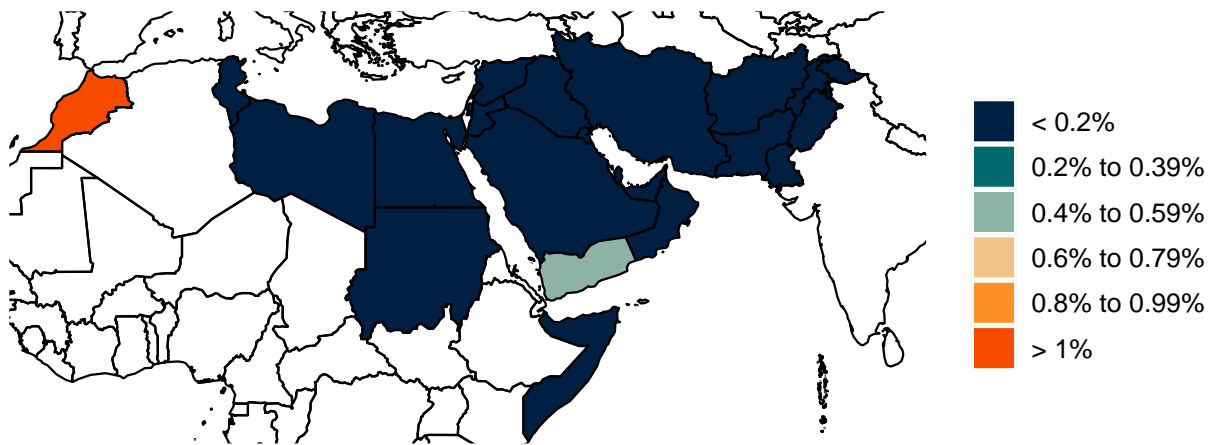 < 0.2%
0.2% to 0.39%
0.4% to 0.59%
0.6% to 0.79%
0.8% to 0.99%
> 1%